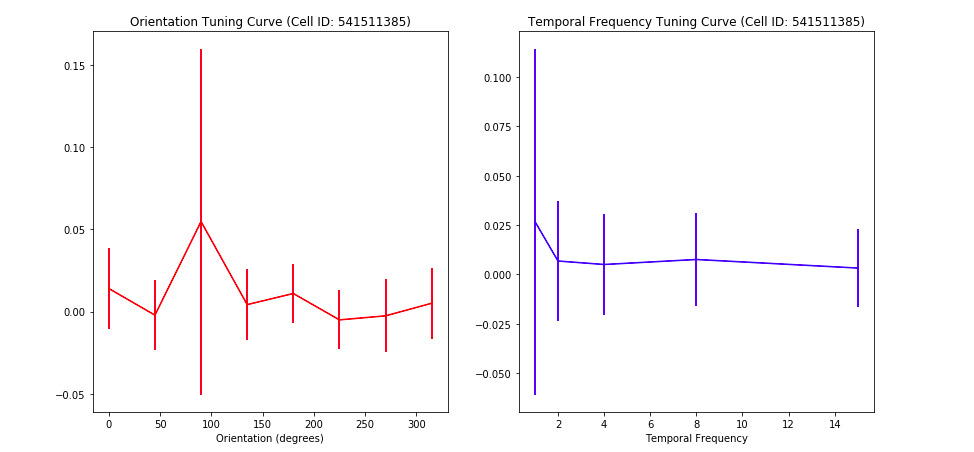 Orientation Tuning Curve (Cell ID: 541511385)
0.15
0.10
0.05
0.00
−0.05
0 50 100 150 200 250 300
Orientation (degrees)
Temporal Frequency Tuning Curve (Cell ID: 541511385)
0.100
0.075
0.050
0.025
0.000
−0.025
−0.050
2 4 6 8 10 12 14
Temporal Frequency